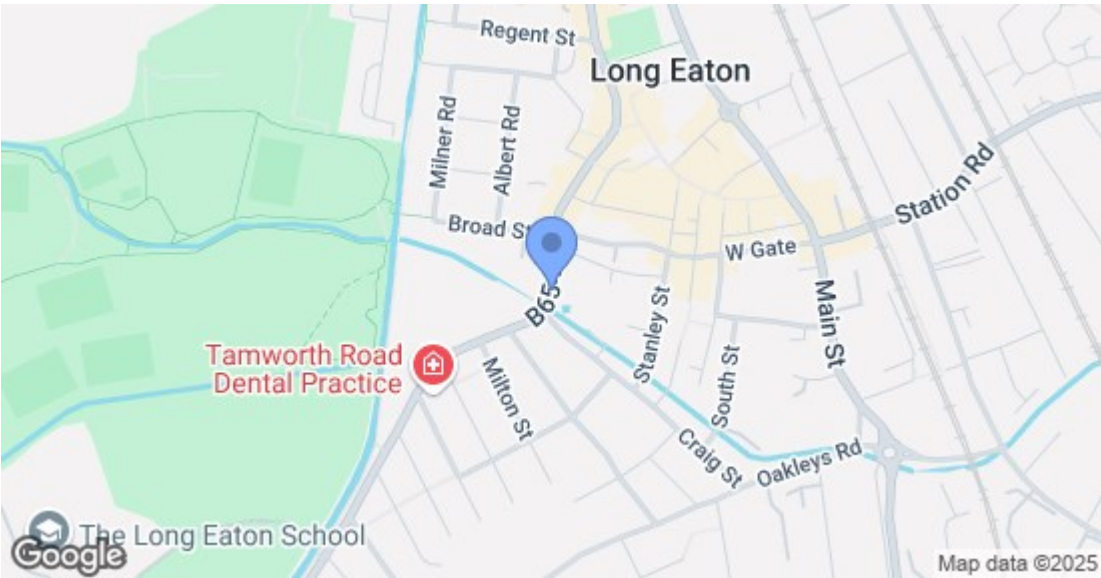 Regent St
Long Eaton
Milner Rd
Albert Rd
Station Rd
Broad St
W Gate
B65
Main St
Stanley St
Tamworth Road
Dental Practice
South St
Milton St
Craig St
Oakleys Rd
The Long Eaton School
Google
Map data ©2025